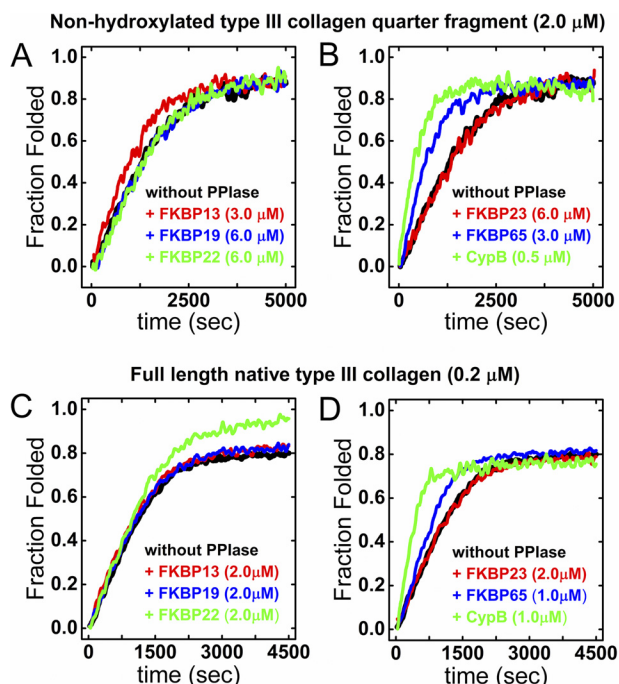 Non-hydroxylated type III collagen quarter fragment (2.0 μM)
A
Fraction Folded
1.0
0.8
0.6
0.4
0.2
0.0
without PPIase
+ FKBP13 (3.0 μM)
+ FKBP19 (6.0 μM)
+ FKBP22 (6.0 μM)
0 2500 5000
time (sec)
B
Fraction Folded
1.0
0.8
0.6
0.4
0.2
0.0
without PPIase
+ FKBP23 (6.0 μM)
+ FKBP65 (3.0 μM)
+ CypB (0.5 μM)
0 2500 5000
time (sec)
Full length native type III collagen (0.2 μM)
C
Fraction Folded
1.0
0.8
0.6
0.4
0.2
0.0
without PPIase
+ FKBP13 (2.0μM)
+ FKBP19 (2.0μM)
+ FKBP22 (2.0μM)
0 1500 3000 4500
time (sec)
D
Fraction Folded
1.0
0.8
0.6
0.4
0.2
0.0
without PPIase
+ FKBP23 (2.0μM)
+ FKBP65 (1.0μM)
+ CypB (1.0μM)
0 1500 3000 4500
time (sec)